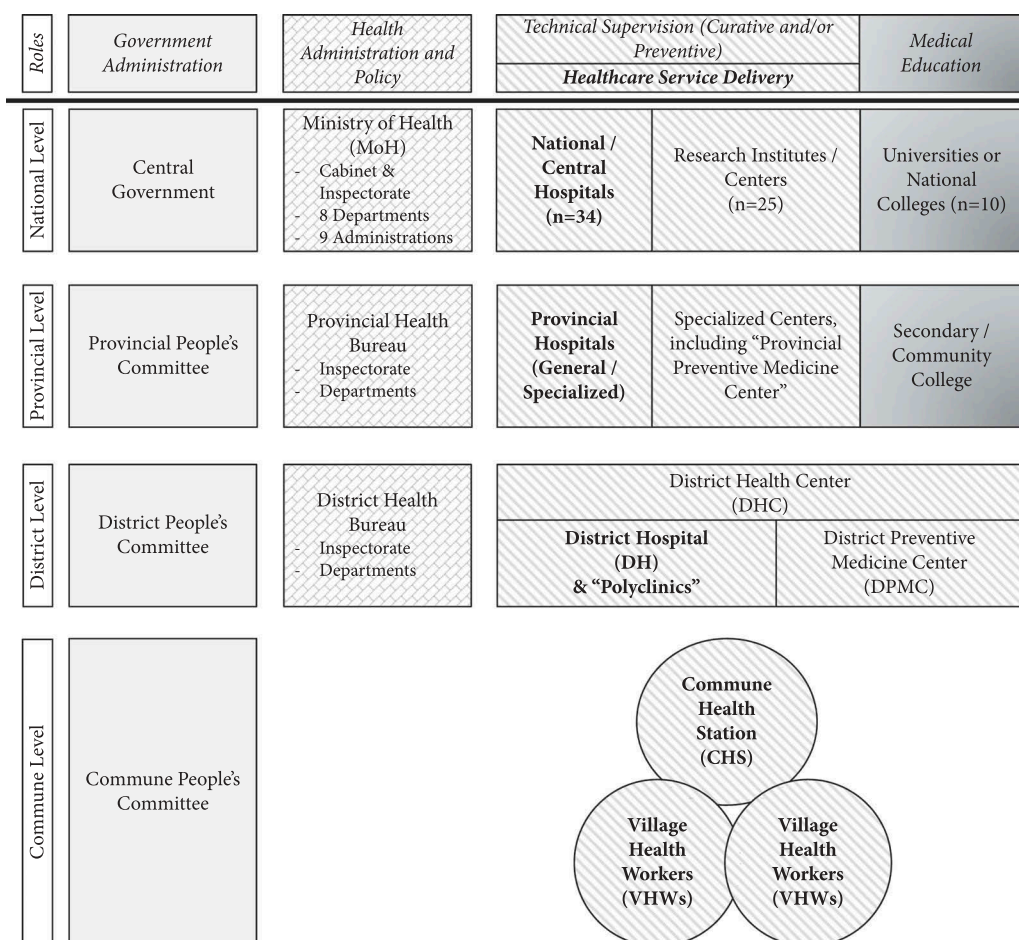 Roles
Government
Administration
Health
Administration and
Policy
Technical Supervision (Curative and/or
Preventive)
Healthcare Service Delivery
Medical
Education
National Level
Central
Government
Ministry of Health
(MoH)
- Cabinet &
Inspectorate
- 8 Departments
- 9 Administrations
National /
Central
Hospitals
(n=34)
Research Institutes /
Centers
(n=25)
Universities or
National
Colleges (n=10)
Provincial Level
Provincial People's
Committee
Provincial Health
Bureau
- Inspectorate
- Departments
Provincial
Hospitals
(General /
Specialized)
Specialized Centers,
including “Provincial
Preventive Medicine
Center”
Secondary /
Community
College
District Level
District People's
Committee
District Health
Bureau
- Inspectorate
- Departments
District Health Center
(DHC)
District Hospital
(DH)
& “Polyclinics”
District Preventive
Medicine Center
(DPMC)
Commune Level
Commune People's
Committee
Commune
Health
Station
(CHS)
Village
Health
Workers
(VHWs)
Village
Health
Workers
(VHWs)